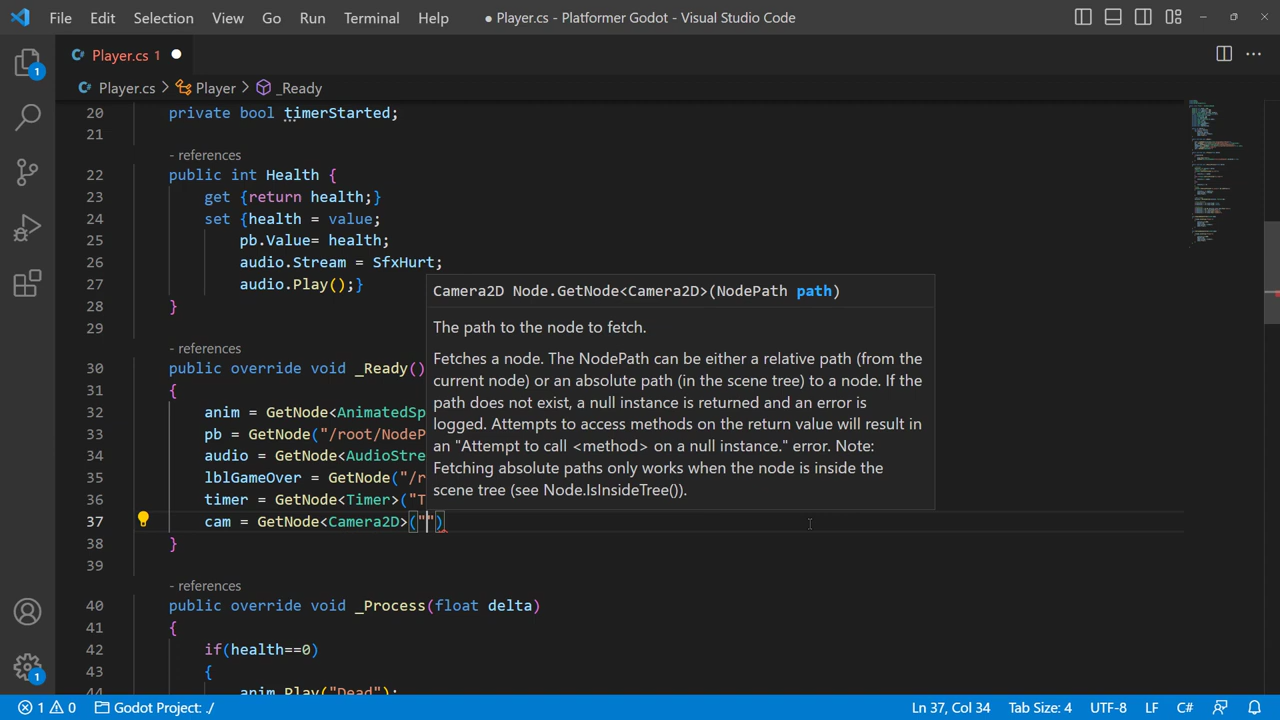 File Edit Selection View Go Run Terminal Help ● Player.cs - Platformer Godot - Visual Studio Code
Player.cs 1
Player.cs > Player > _Ready
20 private bool timerStarted;
21
- references
22 public int Health {
23 get {return health;}
24 set {health = value;
25 pb.Value= health;
26 audio.Stream = SfxHurt;
27 audio.Play();}
28 }
29
- references
30 public override void _Ready()
31 {
32 anim = GetNode<AnimatedSp
33 pb = GetNode("/root/NodeP
34 audio = GetNode<AudioStre
35 lblGameOver = GetNode("/r
36 timer = GetNode<Timer>("T
37 cam = GetNode<Camera2D>("")
38 }
39
- references
40 public override void _Process(float delta)
41 {
42 if(health==0)
43 {
44 anim.Play("Dead");
Camera2D Node.GetNode<Camera2D>(NodePath path)
The path to the node to fetch.
Fetches a node. The NodePath can be either a relative path (from the
current node) or an absolute path (in the scene tree) to a node. If the
path does not exist, a null instance is returned and an error is
logged. Attempts to access methods on the return value will result in
an "Attempt to call <method> on a null instance." error. Note:
Fetching absolute paths only works when the node is inside the
scene tree (see Node.IsInsideTree()).
1
1
1 0 Godot Project: ./ Ln 37, Col 34 Tab Size: 4 UTF-8 LF C#